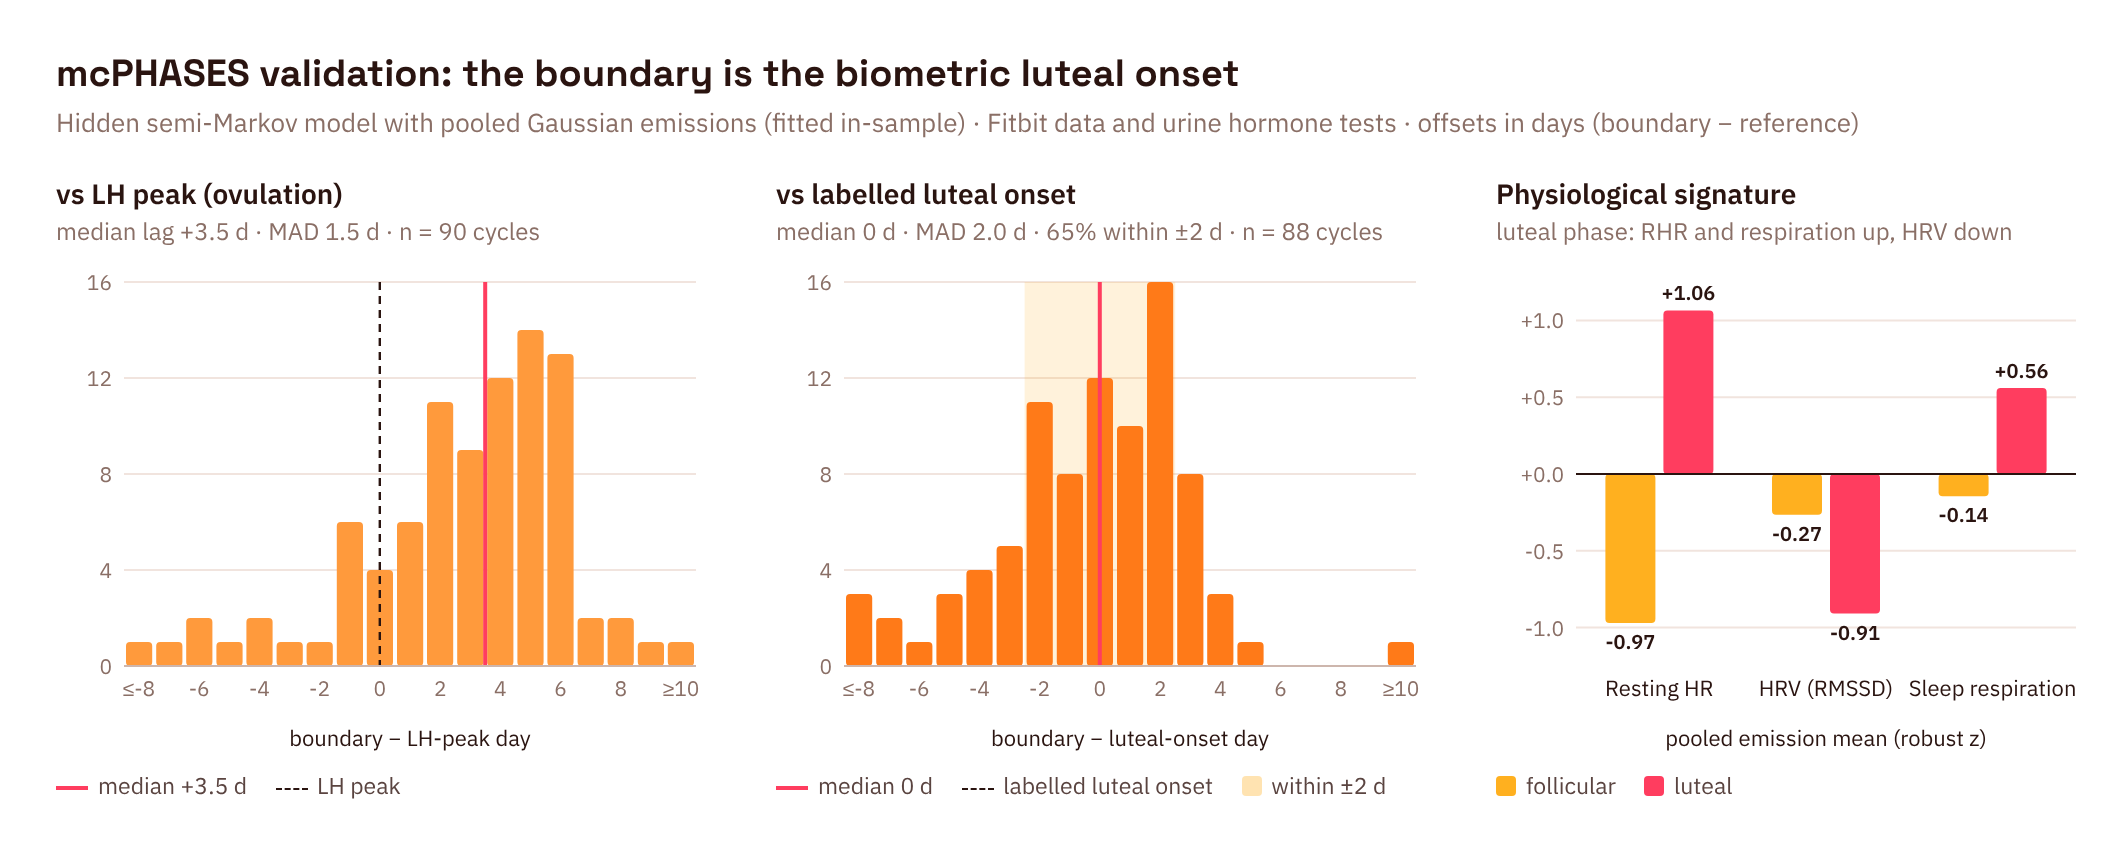 mcPHASES validation: the boundary is the biometric luteal onset
Hidden semi-Markov model with pooled Gaussian emissions (fitted in-sample) · Fitbit data and urine hormone tests · offsets in days (boundary – reference)
vs LH peak (ovulation)
median lag +3.5 d · MAD 1.5 d · n = 90 cycles
16
12
8
4
0
≤-8 -6 -4 -2 0 2 4 6 8 ≥10
boundary – LH-peak day
median +3.5 d LH peak
vs labelled luteal onset
median 0 d · MAD 2.0 d · 65% within ±2 d · n = 88 cycles
16
12
8
4
0
≤-8 -6 -4 -2 0 2 4 6 8 ≥10
boundary – luteal-onset day
median 0 d labelled luteal onset within ±2 d
Physiological signature
luteal phase: RHR and respiration up, HRV down
+1.06
+1.0
+0.56
+0.5
+0.0
-0.14
-0.27
-0.5
-1.0
-0.91
-0.97
Resting HR HRV (RMSSD) Sleep respiration
pooled emission mean (robust z)
follicular luteal